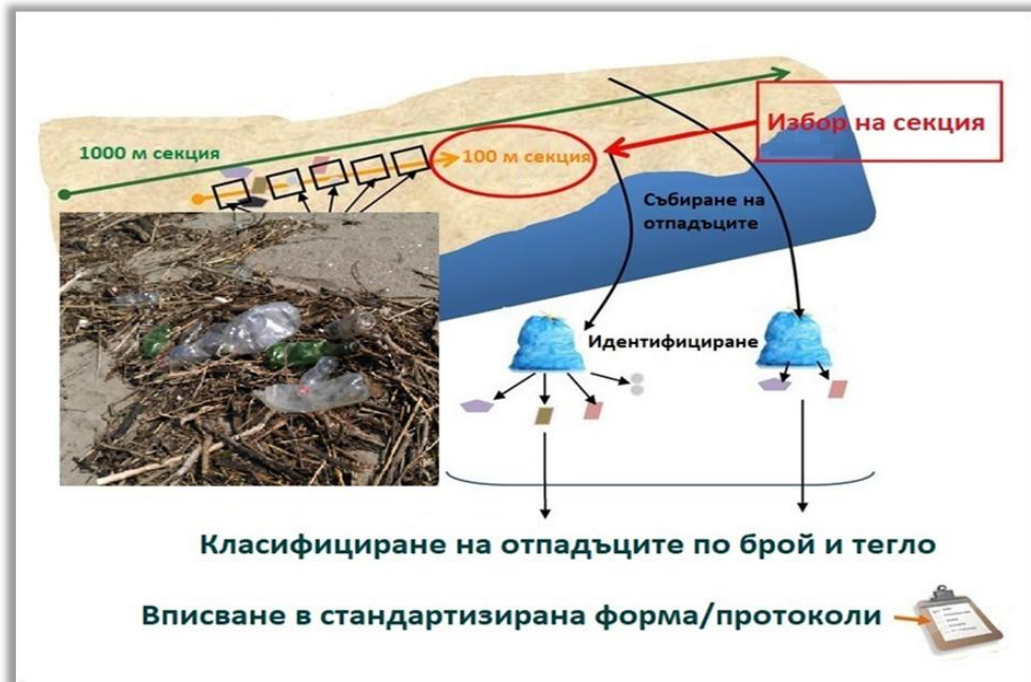 Избор на секция
1000 м секция
100 м секция
Събиране на
отпадъците
Идентифициране
Класифициране на отпадъците по брой и тегло
Вписване в стандартизирана форма/протоколи